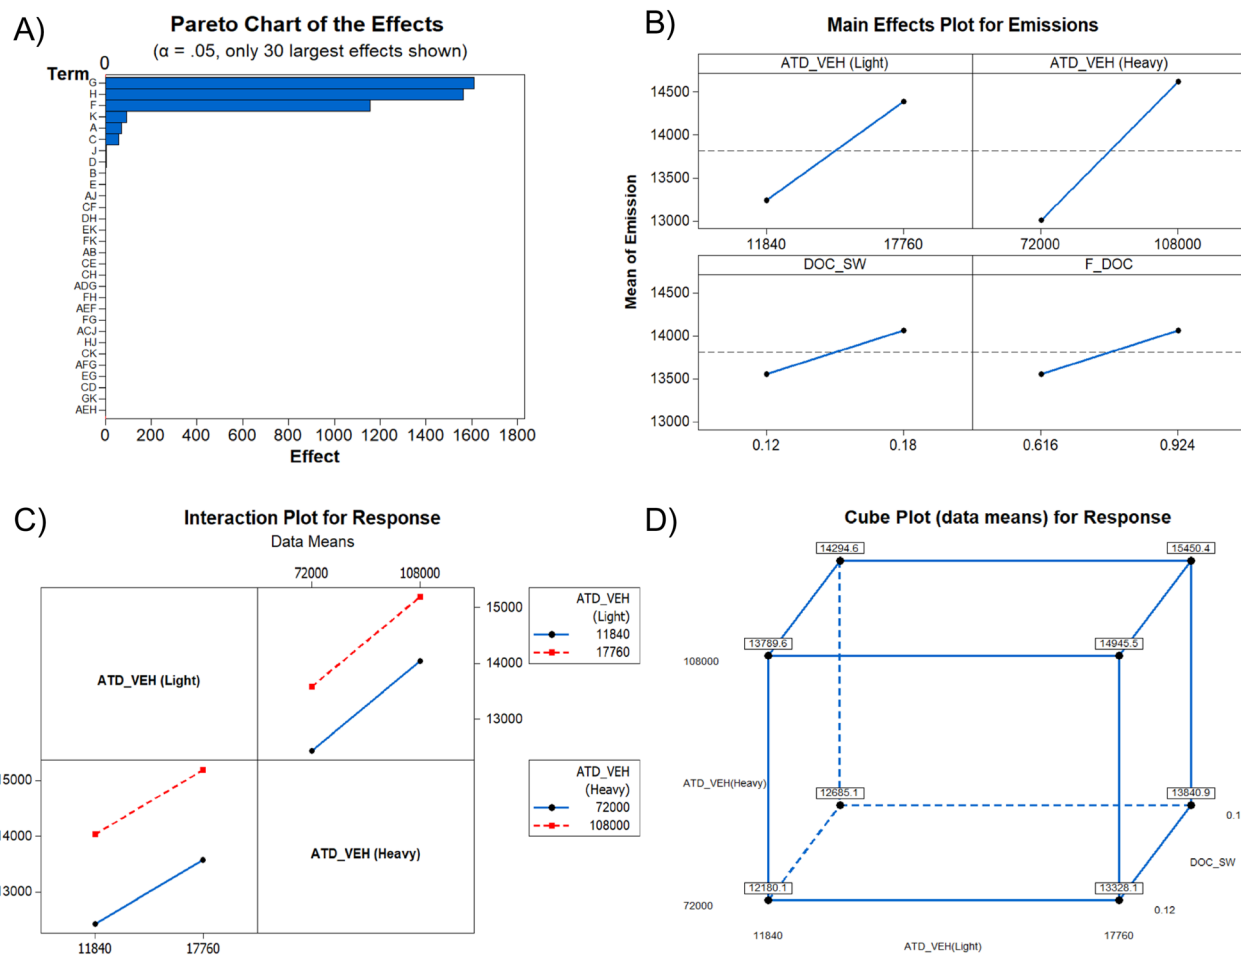 A)
Pareto Chart of the Effects
(α = .05, only 30 largest effects shown)
0
Term
G
H
F
K
A
C
J
D
B
E
AJ
CF
DH
EK
FK
AB
CE
CH
ADG
FH
AEF
FG
ACJ
HJ
CK
AFG
EG
CD
GK
AEH
0 200 400 600 800 1000 1200 1400 1600 1800
Effect
B)
Main Effects Plot for Emissions
ATD_VEH (Light) ATD_VEH (Heavy)
14500
14000
13500
13000
11840 17760 72000 108000
DOC_SW F_DOC
14500
14000
13500
13000
0.12 0.18 0.616 0.924
Mean of Emission
C)
Interaction Plot for Response
Data Means
72000 108000
ATD_VEH (Light)
15000
14000
13000
ATD_VEH
(Light)
11840
17760
15000
14000
13000
ATD_VEH (Heavy)
ATD_VEH
(Heavy)
72000
108000
11840 17760
D)
Cube Plot (data means) for Response
14294.6 15450.4
13789.6 14945.5
108000
ATD_VEH(Heavy)
12685.1 13840.9
0.1
DOC_SW
12180.1 13328.1
72000 0.12
11840 17760
ATD_VEH(Light)